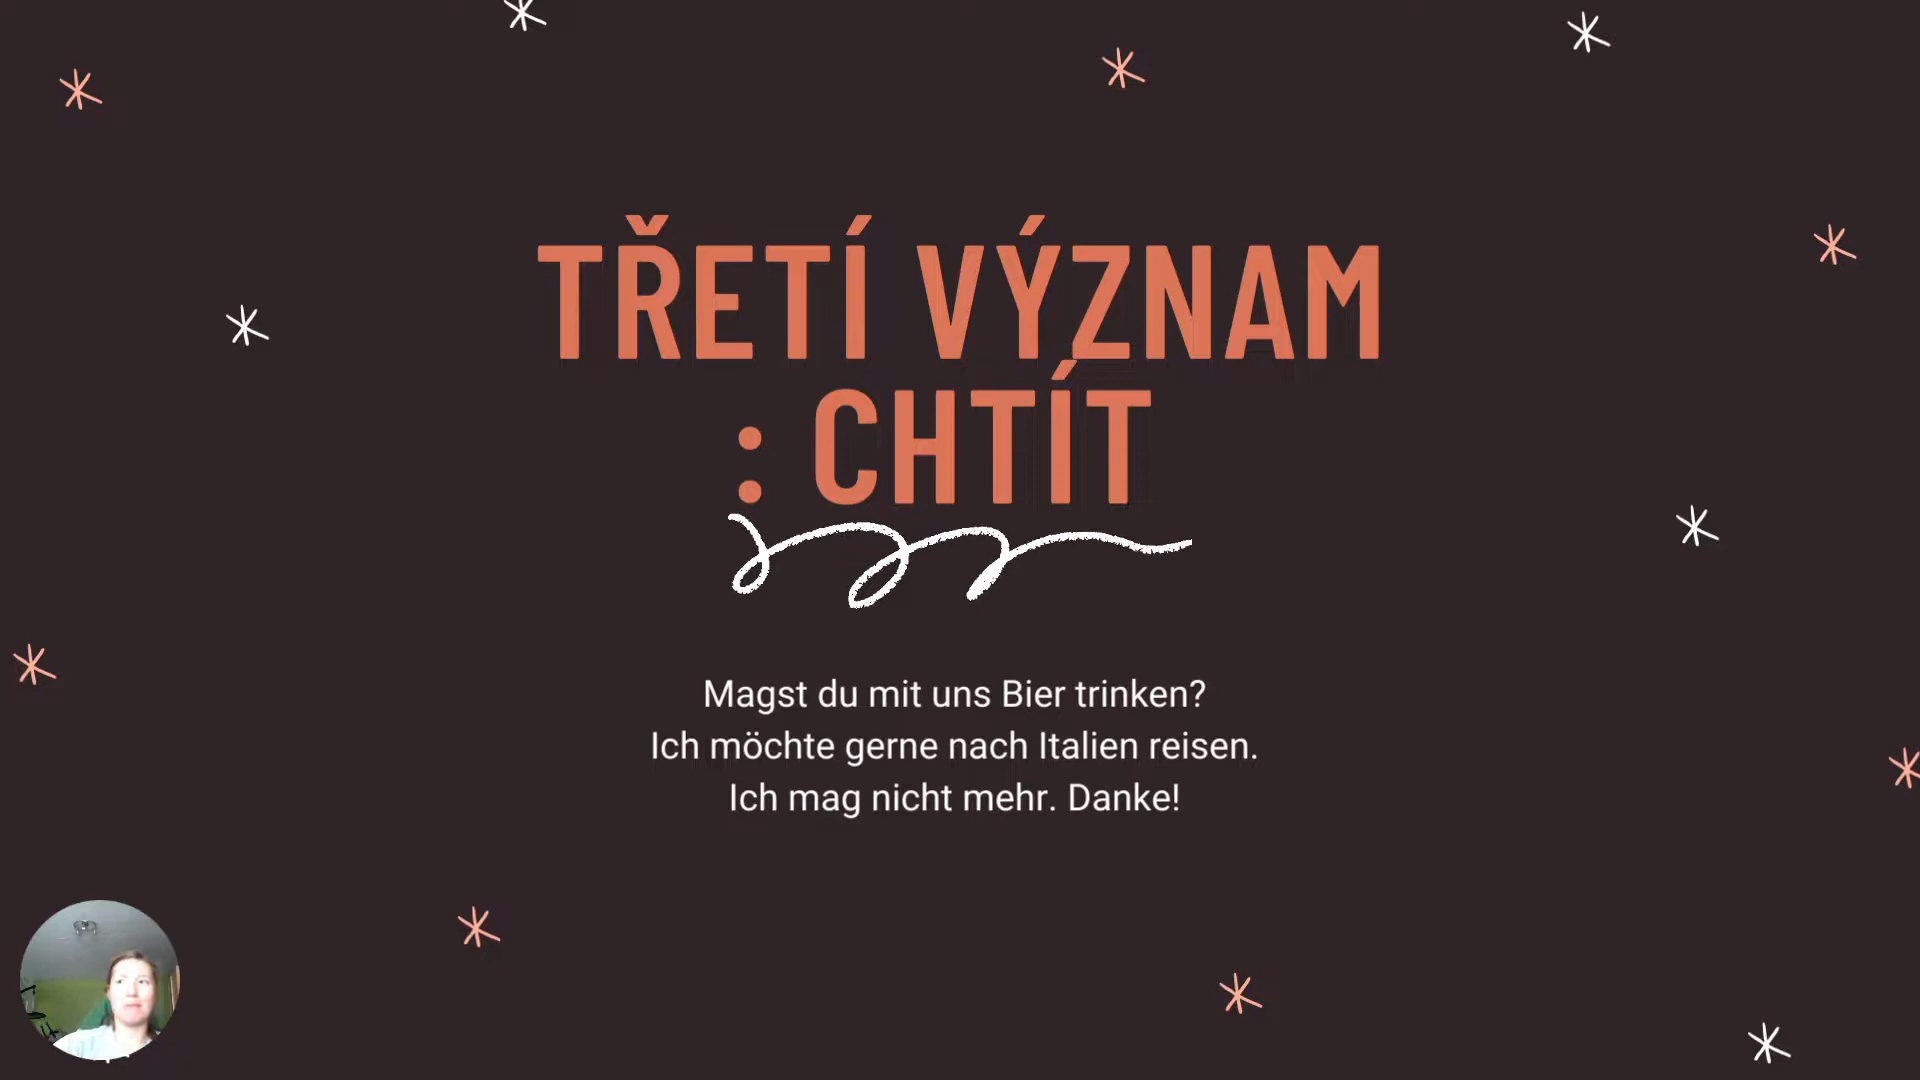 TŘETÍ VÝZNAM
: CHTÍT
Magst du mit uns Bier trinken?
Ich möchte gerne nach Italien reisen.
Ich mag nicht mehr. Danke!